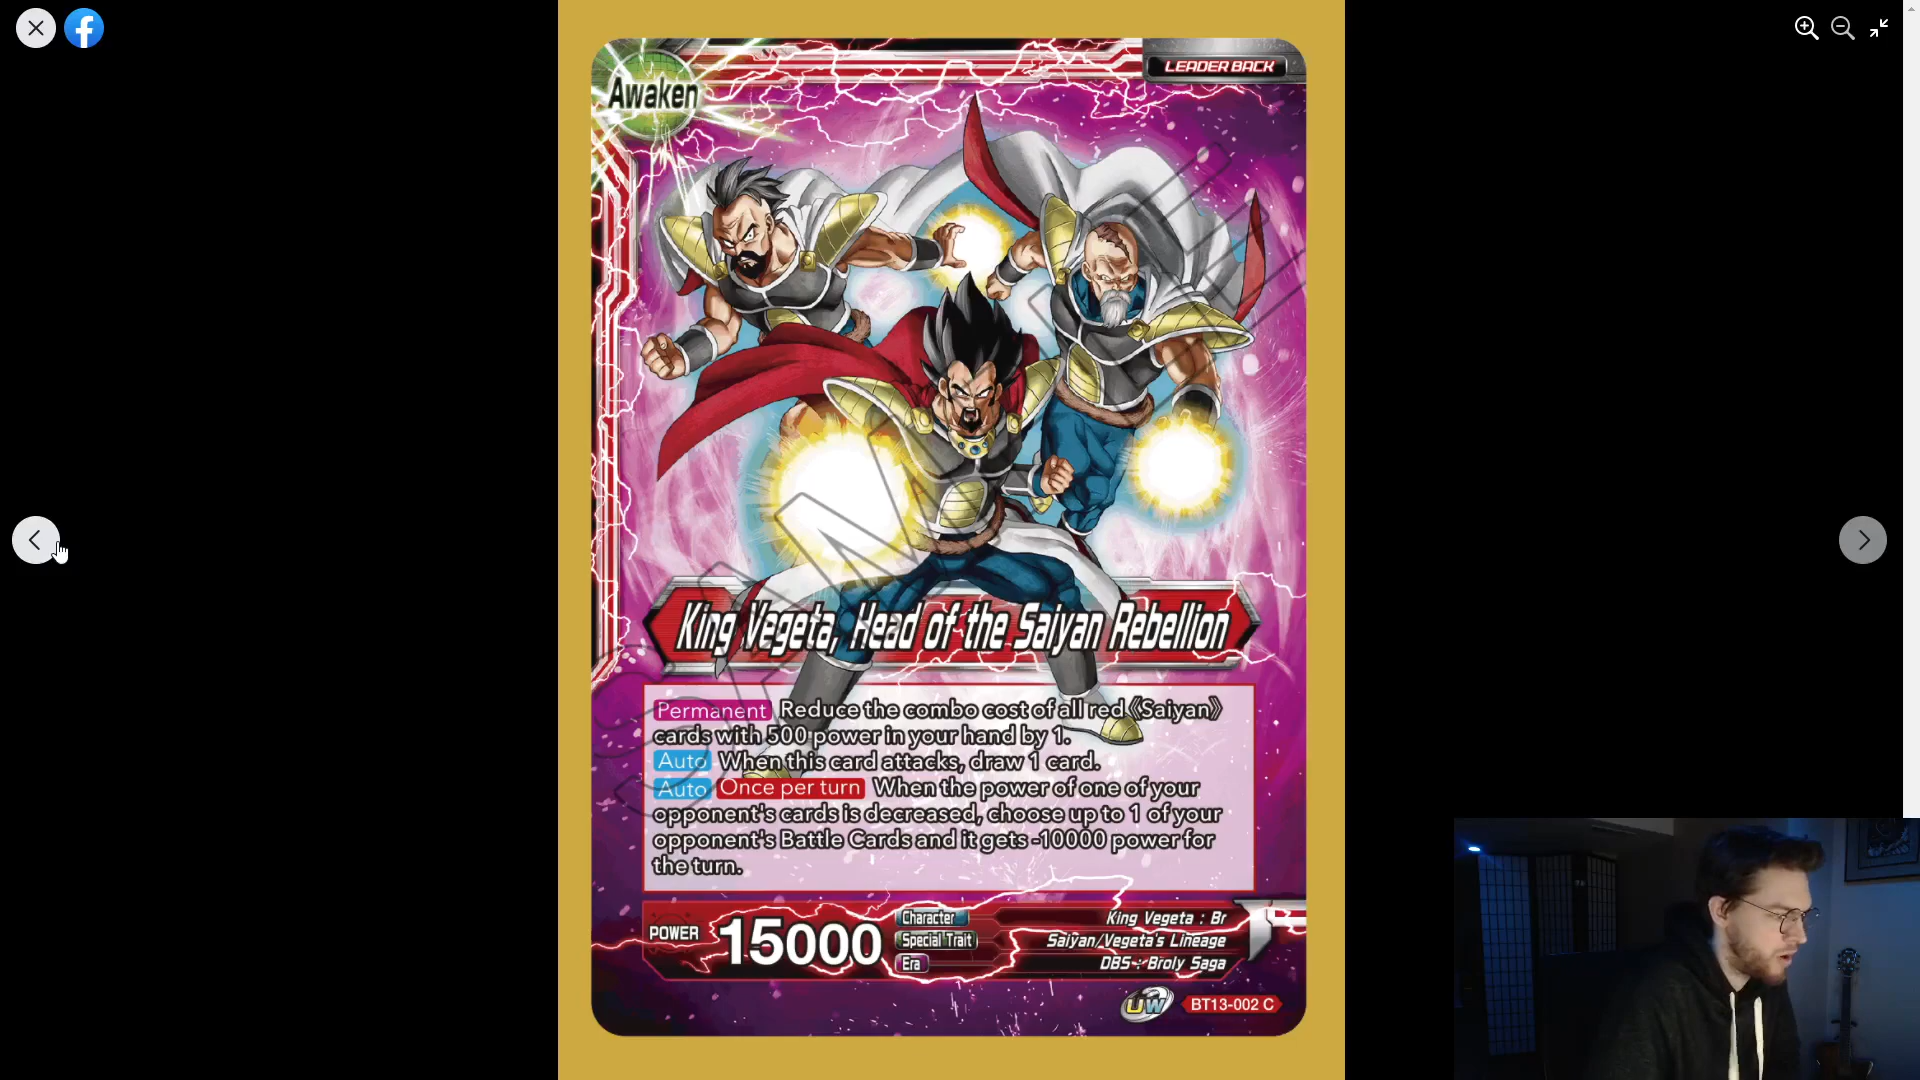 LEADER BACK
Awaken
SAMPLE
King Vegeta, Head of the Saiyan Rebellion
Permanent Reduce the combo cost of all red《Saiyan》
cards with 500 power in your hand by 1.
Auto When this card attacks, draw 1 card.
Auto Once per turn When the power of one of your
opponent's cards is decreased, choose up to 1 of your
opponent's Battle Cards and it gets -10000 power for
the turn.
POWER 15000
Character King Vegeta : Br
Special Trait Saiyan/Vegeta's Lineage
Era DBS : Broly Saga
UW BT13-002 C